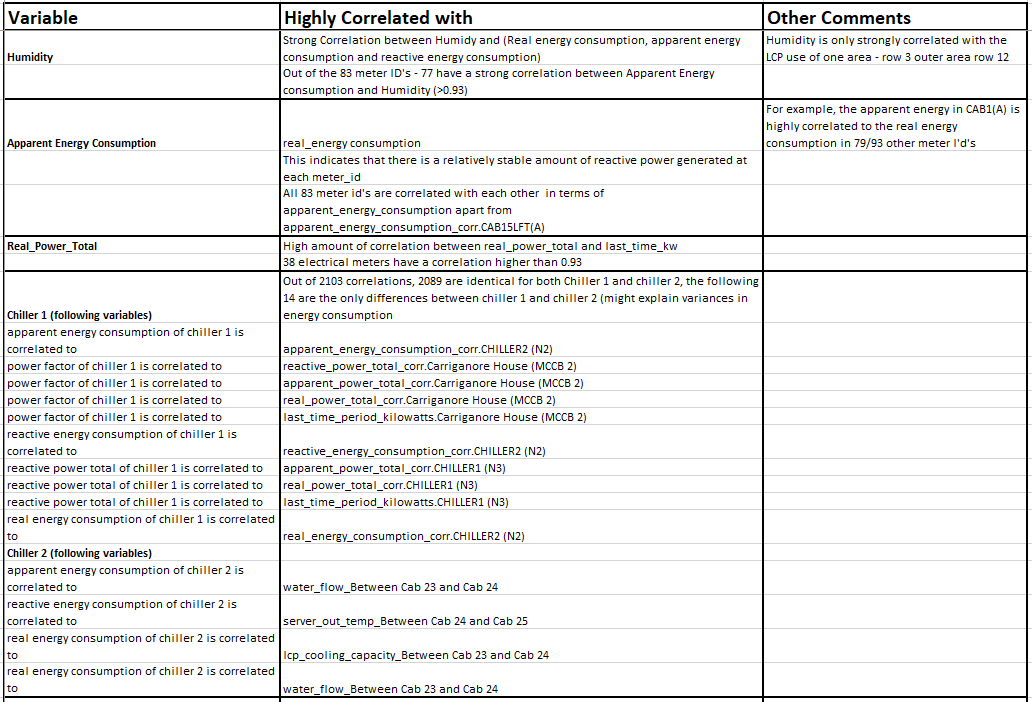 Variable
Highly Correlated with
Other Comments
Humidity
Strong Correlation between Humidy and (Real energy consumption, apparent energy
consumption and reactive energy consumption)
Out of the 83 meter ID's - 77 have a strong correlation between Apparent Energy
consumption and Humidity (>0.93)
Humidity is only strongly correlated with the
LCP use of one area - row 3 outer area row 12
Apparent Energy Consumption
real_energy consumption
This indicates that there is a relatively stable amount of reactive power generated at
each meter_id
All 83 meter id's are correlated with each other in terms of
apparent_energy_consumption apart from
apparent_energy_consumption_corr.CAB15LFT(A)
For example, the apparent energy in CAB1(A) is
highly correlated to the real energy
consumption in 79/93 other meter I'd's
Real_Power_Total
High amount of correlation between real_power_total and last_time_kw
38 electrical meters have a correlation higher than 0.93
Chiller 1 (following variables)
Out of 2103 correlations, 2089 are identical for both Chiller 1 and chiller 2, the following
14 are the only differences between chiller 1 and chiller 2 (might explain variances in
energy consumption
apparent energy consumption of chiller 1 is
correlated to
apparent_energy_consumption_corr.CHILLER2 (N2)
power factor of chiller 1 is correlated to
reactive_power_total_corr.Carriganore House (MCCB 2)
power factor of chiller 1 is correlated to
apparent_power_total_corr.Carriganore House (MCCB 2)
power factor of chiller 1 is correlated to
real_power_total_corr.Carriganore House (MCCB 2)
power factor of chiller 1 is correlated to
last_time_period_kilowatts.Carriganore House (MCCB 2)
reactive energy consumption of chiller 1 is
correlated to
reactive_energy_consumption_corr.CHILLER2 (N2)
reactive power total of chiller 1 is correlated to
apparent_power_total_corr.CHILLER1 (N3)
reactive power total of chiller 1 is correlated to
real_power_total_corr.CHILLER1 (N3)
reactive power total of chiller 1 is correlated to
last_time_period_kilowatts.CHILLER1 (N3)
real energy consumption of chiller 1 is correlated
to
real_energy_consumption_corr.CHILLER2 (N2)
Chiller 2 (following variables)
apparent energy consumption of chiller 2 is
correlated to
water_flow_Between Cab 23 and Cab 24
reactive energy consumption of chiller 2 is
correlated to
server_out_temp_Between Cab 24 and Cab 25
real energy consumption of chiller 2 is correlated
to
lcp_cooling_capacity_Between Cab 23 and Cab 24
real energy consumption of chiller 2 is correlated
to
water_flow_Between Cab 23 and Cab 24